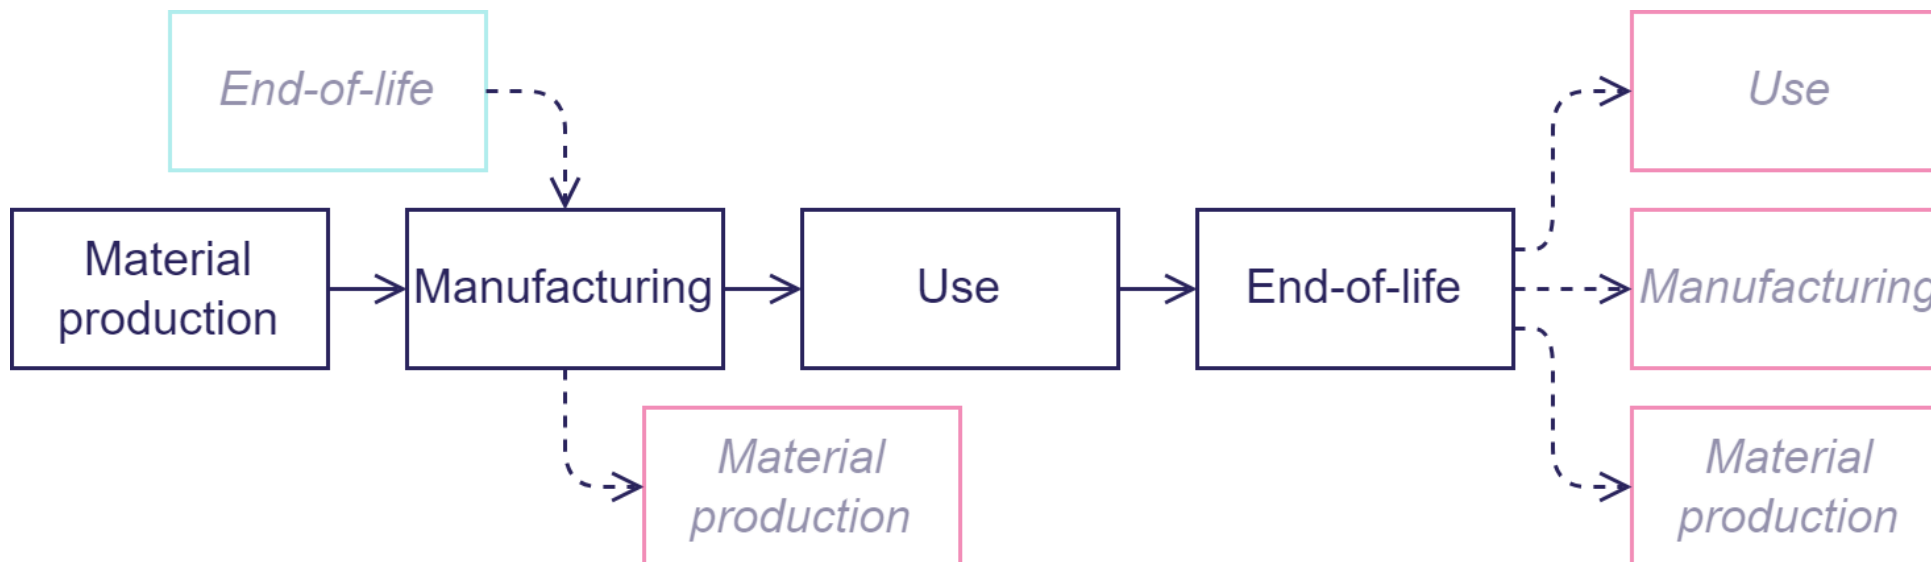 End-of-life
Use
Material
production
Manufacturing
Use
End-of-life
Manufacturing
Material
production
Material
production